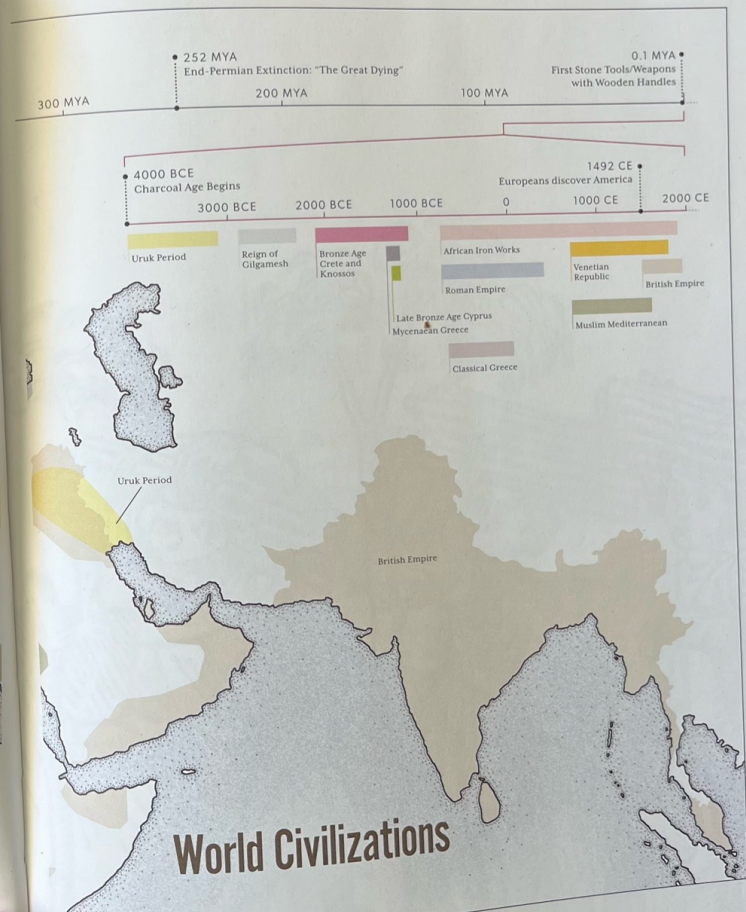 252 MYA
End-Permian Extinction: "The Great Dying"
0.1 MYA
First Stone Tools/Weapons
with Wooden Handles
300 MYA
200 MYA
100 MYA
4000 BCE
Charcoal Age Begins
1492 CE
Europeans discover America
3000 BCE
2000 BCE
1000 BCE
0
1000 CE
2000 CE
Uruk Period
Reign of
Gilgamesh
Bronze Age
Crete and
Knossos
African Iron Works
Roman Empire
Venetian
Republic
British Empire
Late Bronze Age Cyprus
Mycenaean Greece
Muslim Mediterranean
Classical Greece
Uruk Period
British Empire
World Civilizations